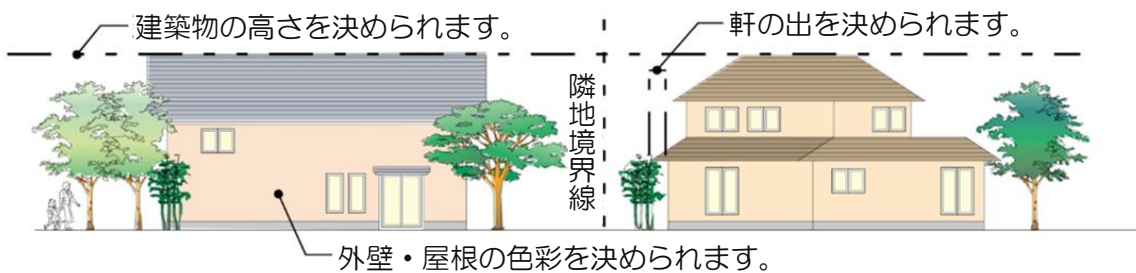 建築物の高さを決められます。
軒の出を決められます。
隣地境界線
外壁・屋根の色彩を決められます。